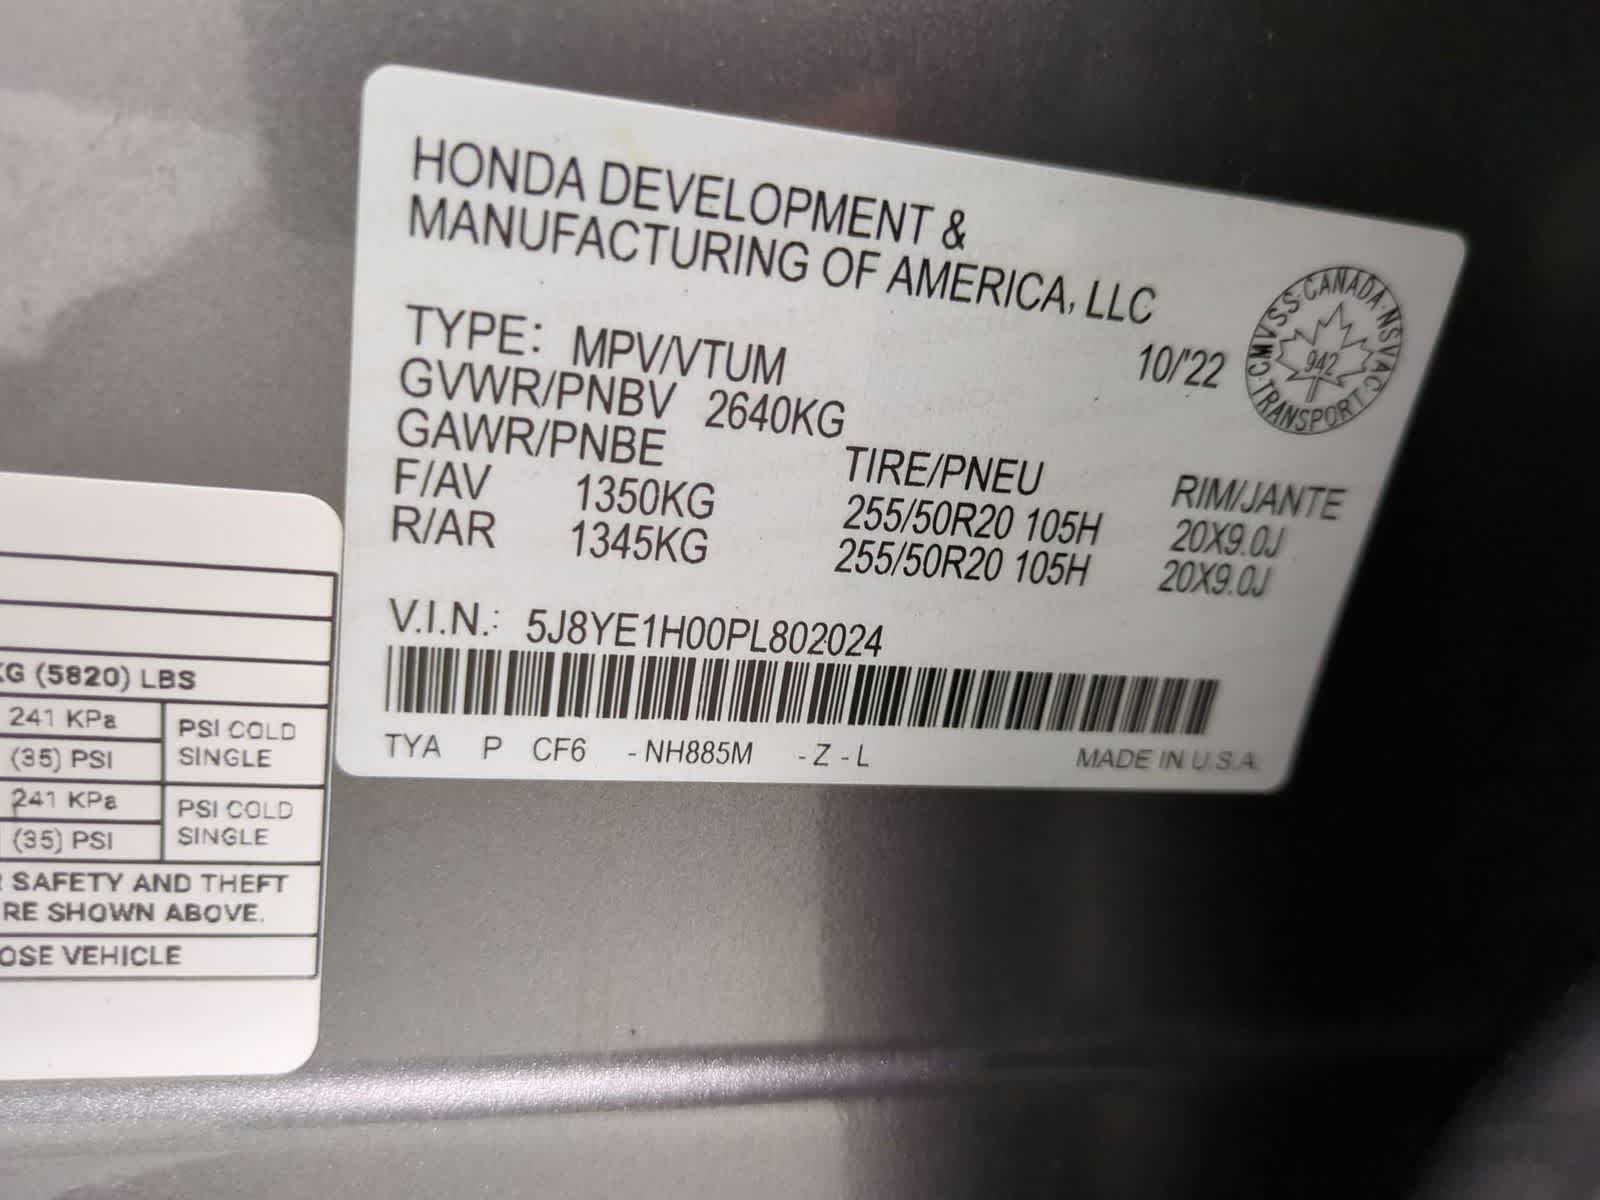 HONDA DEVELOPMENT &
MANUFACTURING OF AMERICA, LLC
TYPE: MPV/VTUM 10/'22
GVWR/PNBV 2640KG
GAWR/PNBE TIRE/PNEU RIM/JANTE
F/AV 1350KG 255/50R20 105H 20X9.0J
R/AR 1345KG 255/50R20 105H 20X9.0J
V.I.N.: 5J8YE1H00PL802024
TYA P CF6 -NH885M -Z-L MADE IN U.S.A.
CMVSS·CANADA·NSVAC
942
·TRANSPORT·
KG (5820) LBS
241 KPa PSI COLD
(35) PSI SINGLE
241 KPa PSI COLD
(35) PSI SINGLE
SAFETY AND THEFT
RE SHOWN ABOVE.
OSE VEHICLE